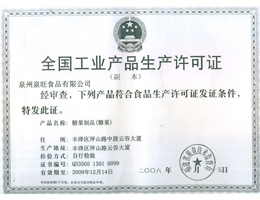 全国工业产品生产许可证
（副 本）
泉州泉旺食品有限公司
经审查，下列产品符合食品生产许可证发证条件，
特发此证。
产品名称：糖果制品(糖果)
住 所：丰泽区坪山路中段云谷大厦
生产地址：丰泽区坪山路云谷大厦
检验方式：自行检验
证书编号：QS3505 1301 0099
有效期至：2009年12月14日
二〇〇六年